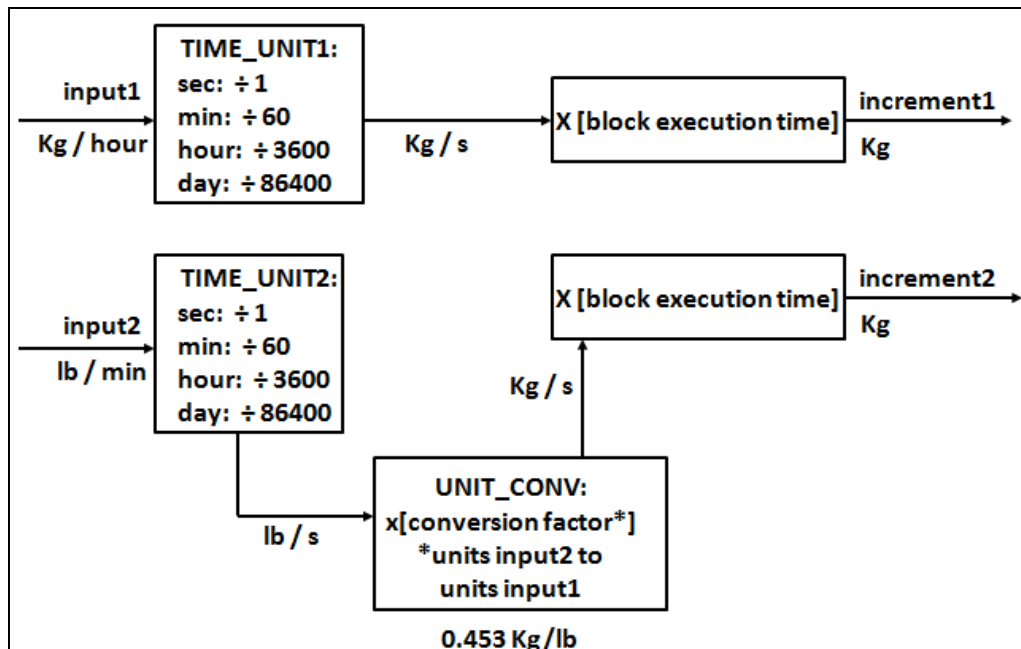 TIME_UNIT1:
sec: ÷1
min: ÷60
hour: ÷3600
day: ÷86400
input1
Kg / hour
Kg / s
X [block execution time]
increment1
Kg
TIME_UNIT2:
sec: ÷1
min: ÷60
hour: ÷3600
day: ÷86400
input2
lb / min
lb / s
UNIT_CONV:
x[conversion factor*]
*units input2 to
units input1
0.453 Kg/lb
Kg / s
X [block execution time]
increment2
Kg